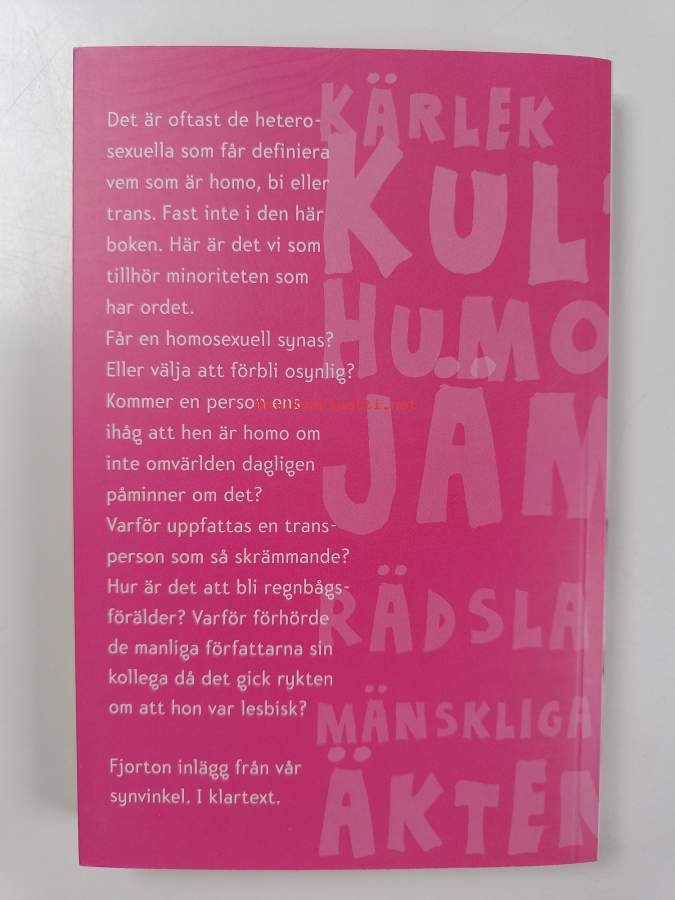 Det är oftast de hetero-
sexuella som får definiera
vem som är homo, bi eller
trans. Fast inte i den här
boken. Här är det vi som
tillhör minoriteten som
har ordet.
Får en homosexuell synas?
Eller välja att förbli osynlig?
Kommer en person ens
ihåg att hen är homo om
inte omvärlden dagligen
påminner om det?
Varför uppfattas en trans-
person som så skrämmande?
Hur är det att bli regnbågs-
förälder? Varför förhörde
de manliga författarna sin
kollega då det gick rykten
om att hon var lesbisk?
Fjorton inlägg från vår
synvinkel. I klartext.
KÄRLEK
KUL
HUMO
JÄM
RÄDSLA
MÄNSKLIGA
ÄKTEN